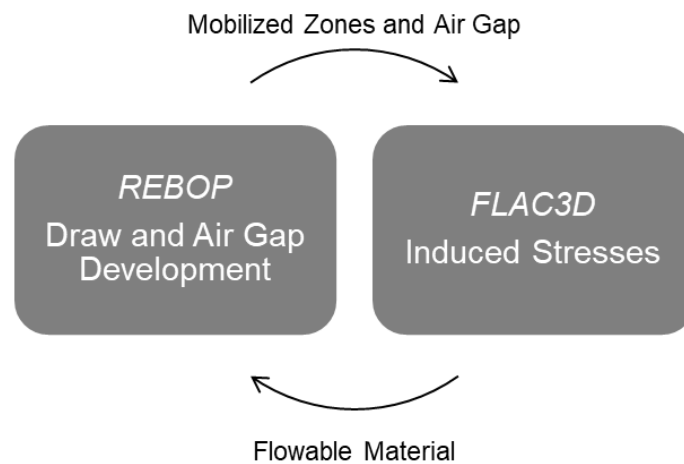 Mobilized Zones and Air Gap
REBOP
Draw and Air Gap
Development
FLAC3D
Induced Stresses
Flowable Material